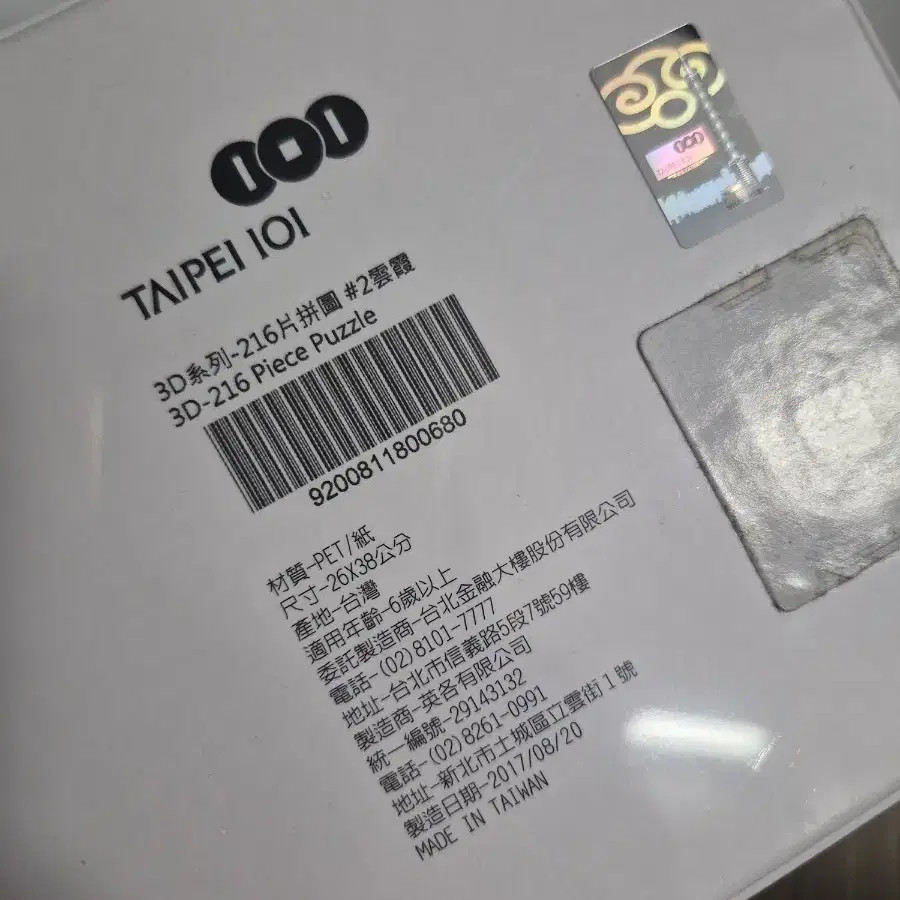 TAIPEI 101
3D系列-216片拼圖 #2雲霞
3D-216 Piece Puzzle
9200811800680
材質-PET/紙
尺寸-26X38公分
產地-台灣
適用年齡-6歲以上
委託製造商-台北金融大樓股份有限公司
電話-(02)8101-7777
地址-台北市信義路5段7號59樓
製造商-英名有限公司
統一編號-29143132
電話-(02)8261-0991
地址-新北市土城區立雲街1號
製造日期-2017/08/20
MADE IN TAIWAN
TAIPEI 101